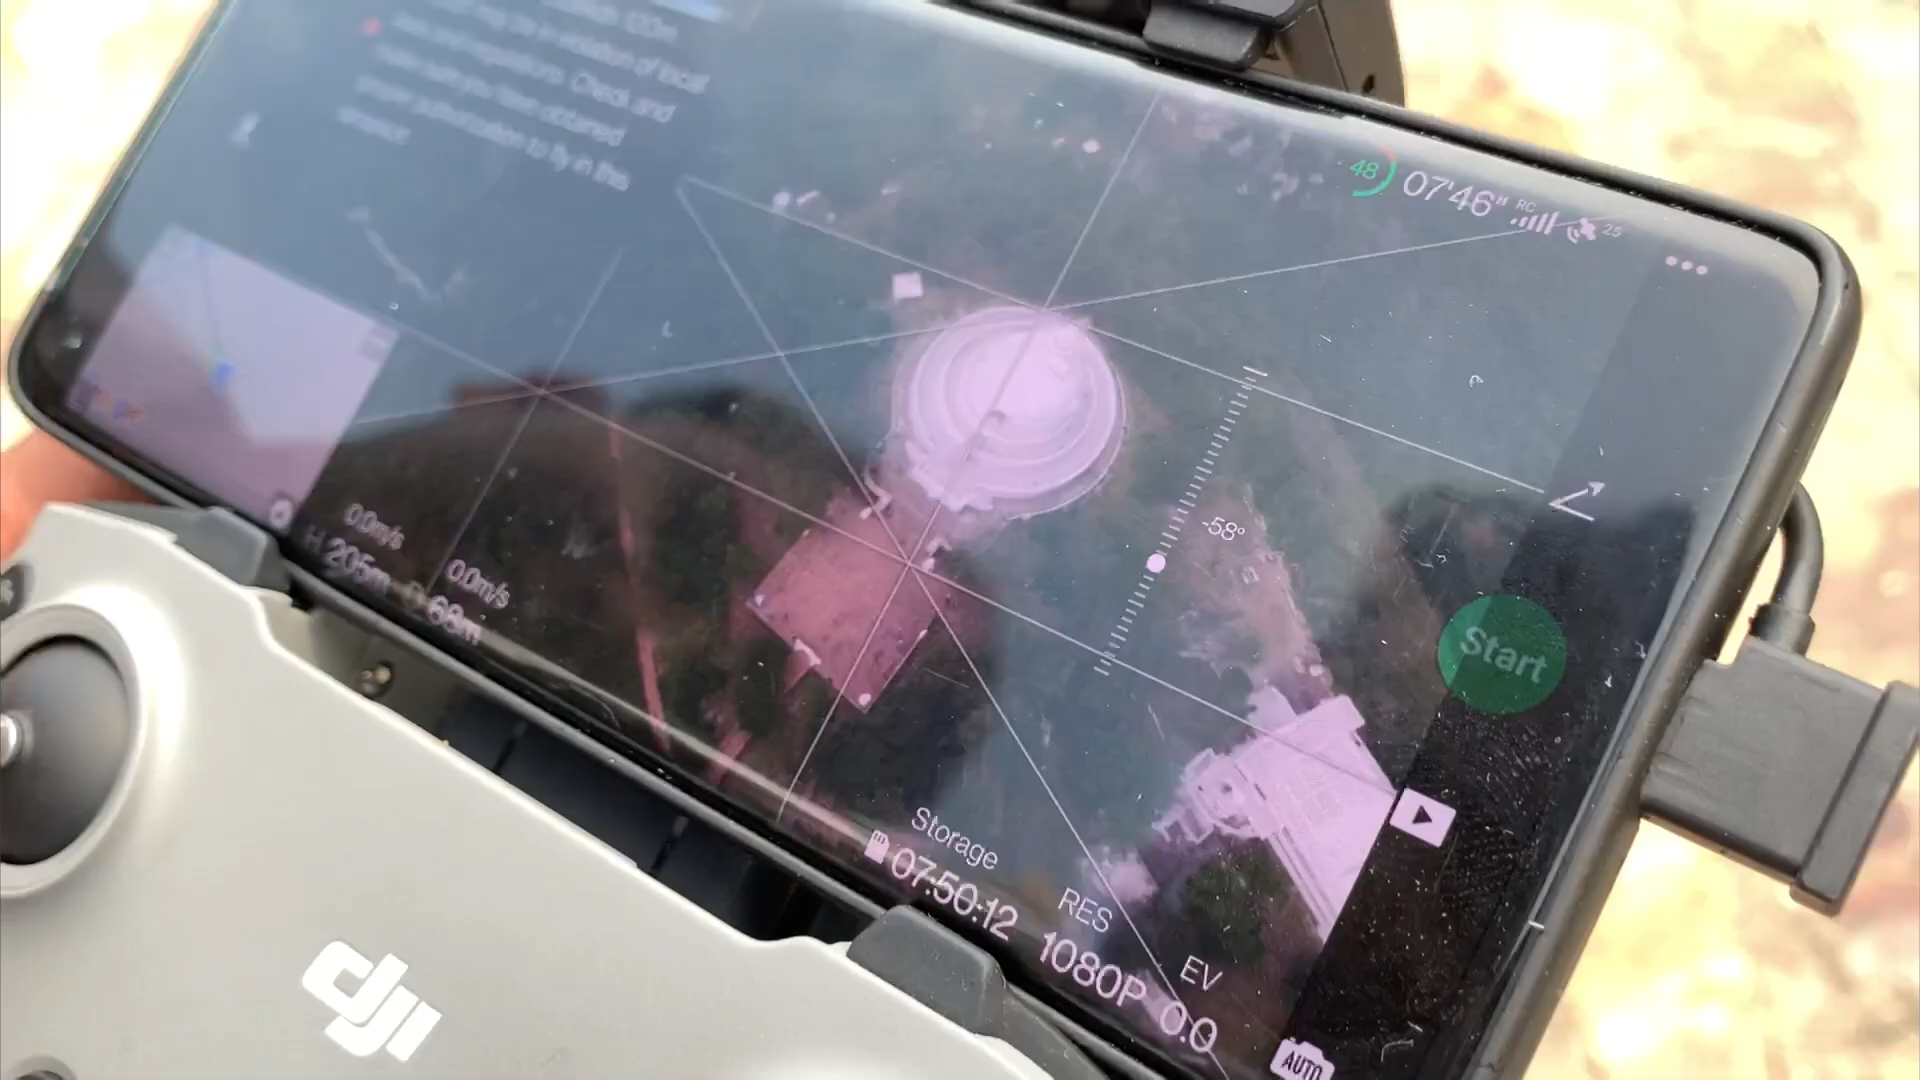 120m
may be in violation of local
laws and regulations. Check and
make sure you have obtained
proper authorization to fly in this
airspace
48
07'46"
RC
25
-58°
Start
0.0m/s
0.0m/s
H 205m D 68m
Storage
07:50:12
RES
1080P
EV
0.0
AUTO
dji